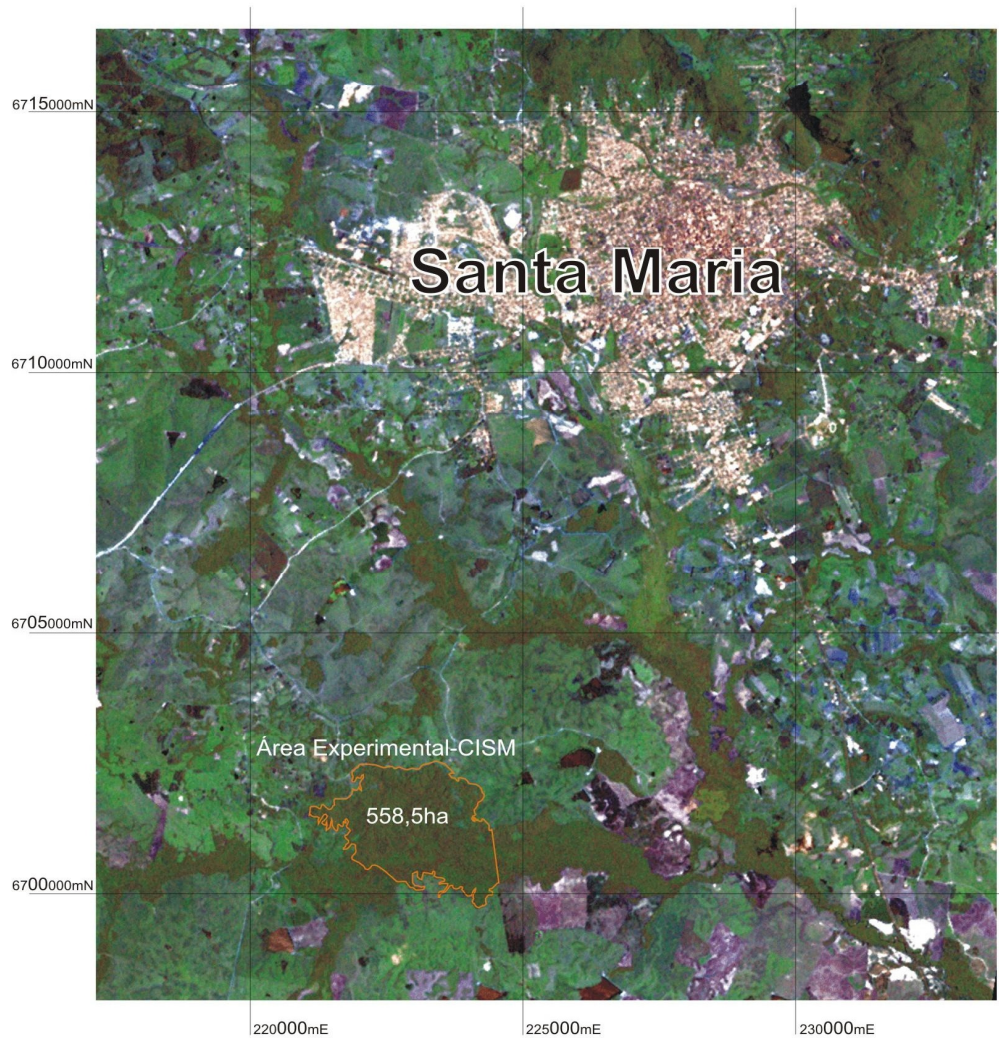 6715000mN
Santa Maria
6710000mN
6705000mN
Área Experimental-CISM
558,5ha
6700000mN
220000mE
225000mE
230000mE